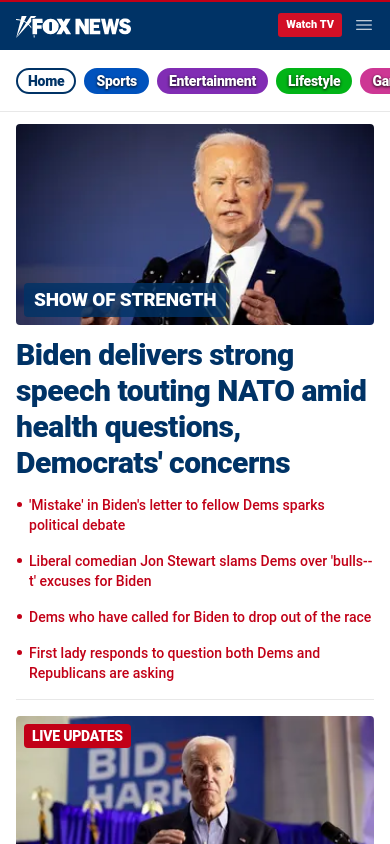 FOX NEWS
Watch TV
Home
Sports
Entertainment
Lifestyle
Ga
75
SHOW OF STRENGTH
Biden delivers strong
speech touting NATO amid
health questions,
Democrats' concerns
'Mistake' in Biden's letter to fellow Dems sparks
political debate
Liberal comedian Jon Stewart slams Dems over 'bulls--
t' excuses for Biden
Dems who have called for Biden to drop out of the race
First lady responds to question both Dems and
Republicans are asking
LIVE UPDATES
BIDEN
HARRIS